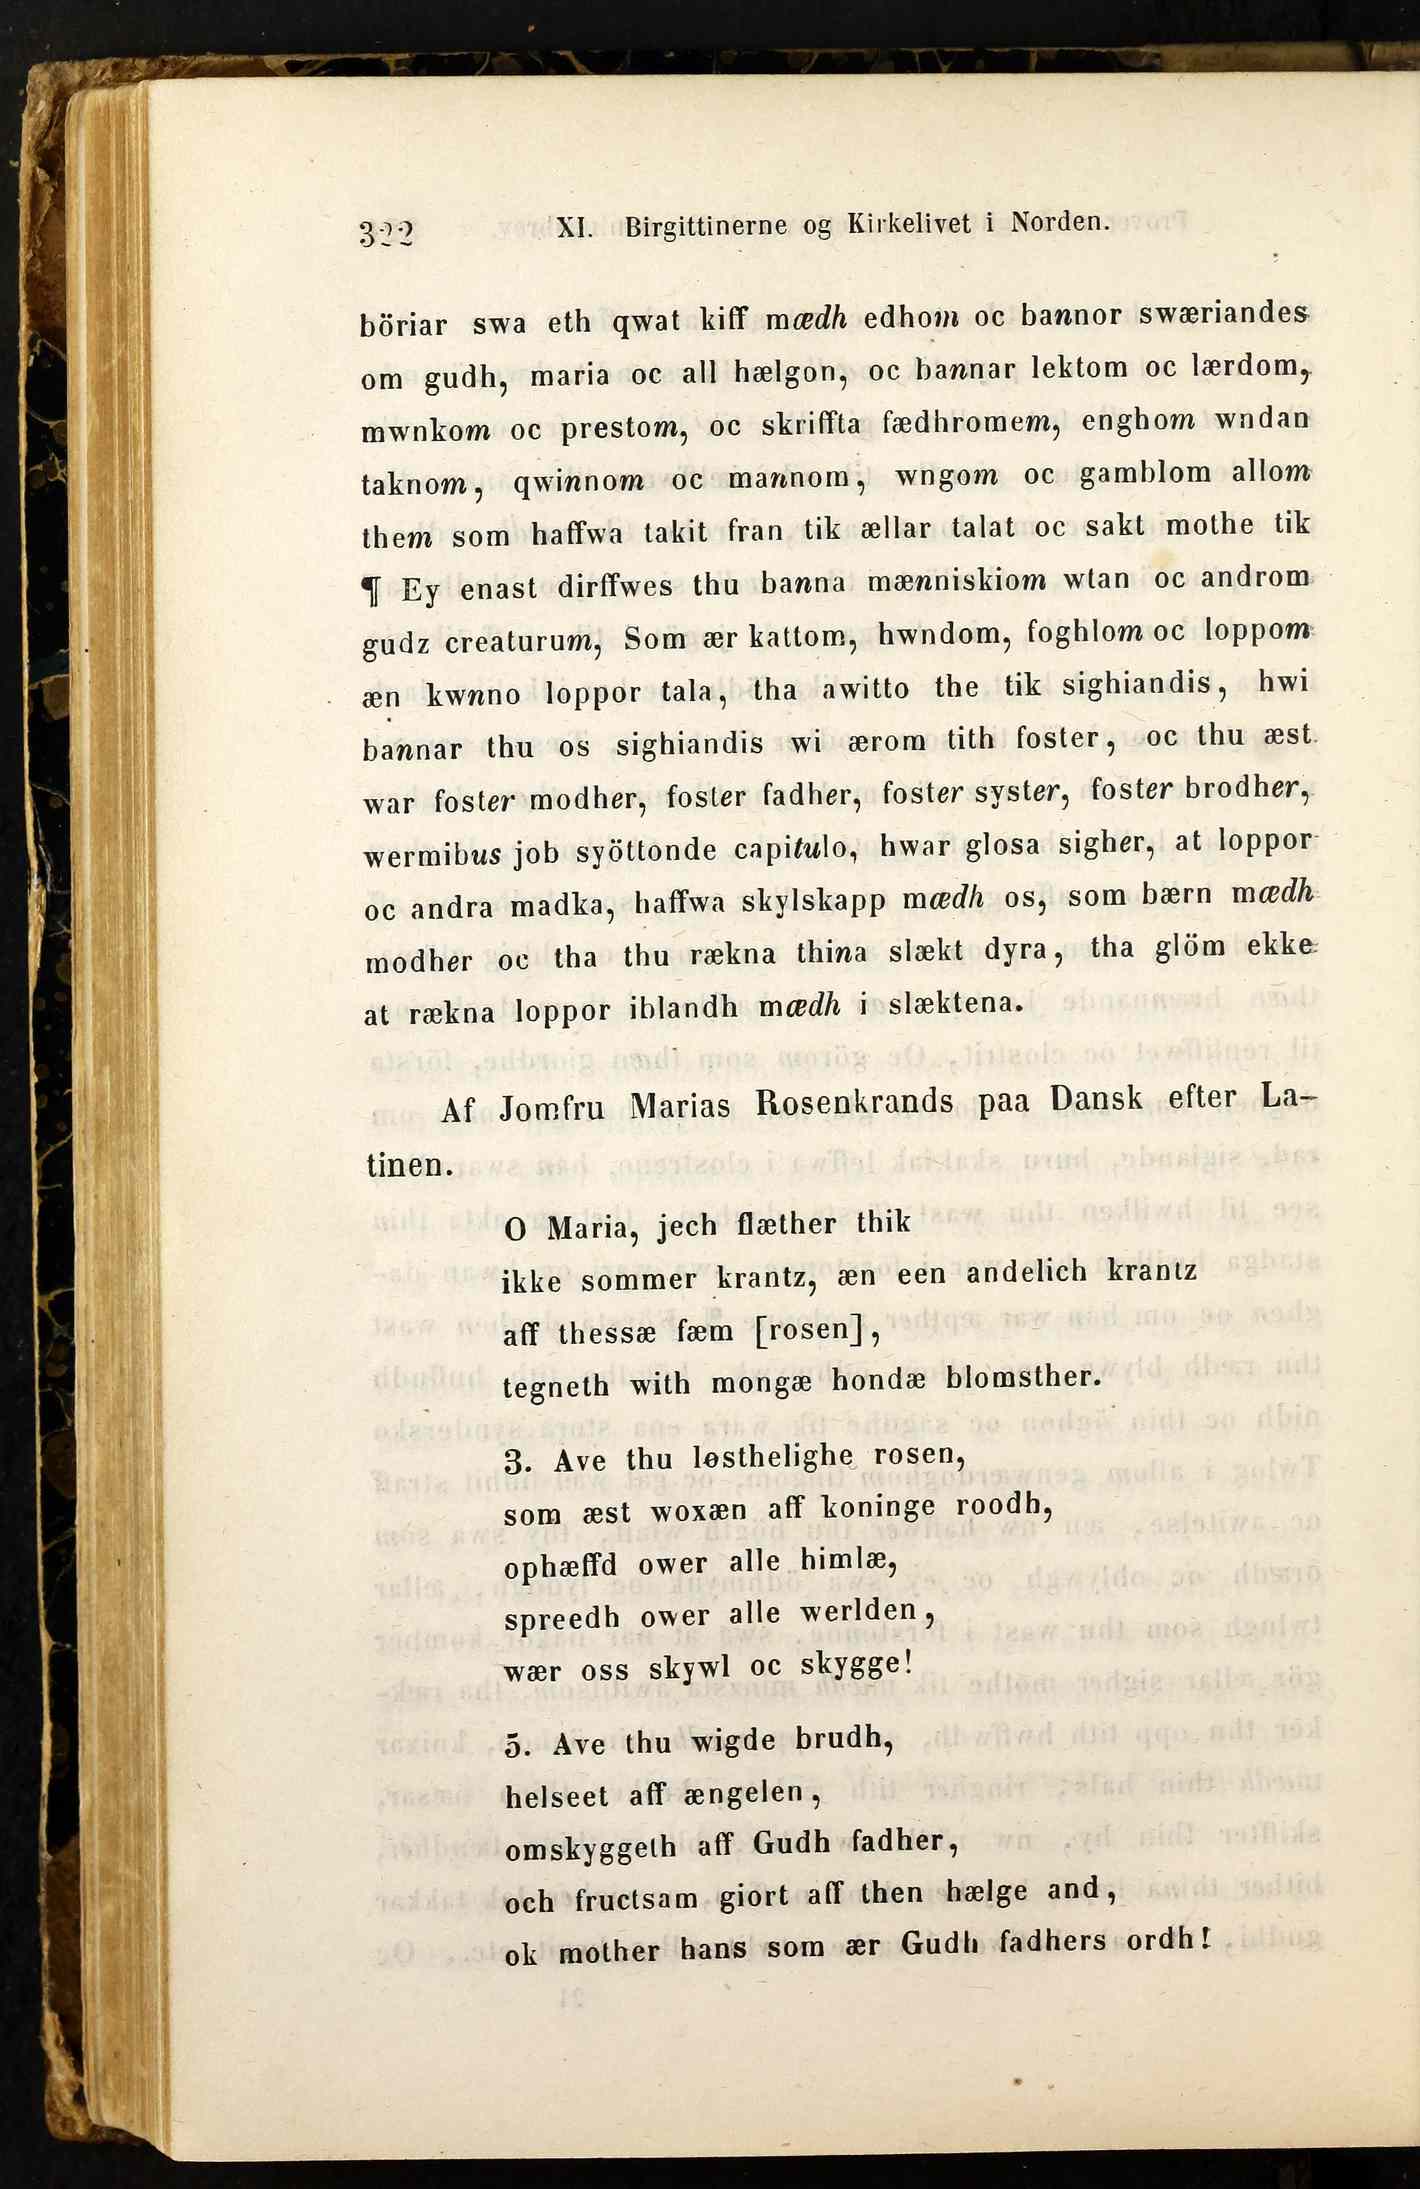 322 XI. Birgittinerne og Kirkelivet i Norden.
böriar swa eth qwat kiff mædh edhom oc bannor swæriandes
om gudh, maria oc all hælgon, oc bannar lektom oc lærdom,
mwnkom oc prestom, oc skriffta fædhromem, enghom wndan
taknom, qwinnom oc mannom, wngom oc gamblom allom
them som haffwa takit fran tik ællar talat oc sakt mothe tik
¶ Ey enast dirffwes thu banna mænniskiom wtan oc androm
gudz creaturum, Som ær kattom, hwndom, foghlom oc loppom
æn kwnno loppor tala, tha awitto the tik sighiandis, hwi
bannar thu os sighiandis wi ærom tith foster, oc thu æst
war foster modher, foster fadher, foster syster, foster brodher,
wermibus job syöttonde capitulo, hwar glosa sigher, at loppor
oc andra madka, haffwa skylskapp mædh os, som bærn mædh
modher oc tha thu rækna thina slækt dyra, tha glöm ekke
at rækna loppor iblandh mædh i slæktena.
Af Jomfru Marias Rosenkrands paa Dansk efter La-
tinen.
O Maria, jech flæther thik
ikke sommer krantz, æn een andelich krantz
aff thessæ fæm [rosen],
tegneth with mongæ hondæ blomsther.
3. Ave thu løsthelighe rosen,
som æst woxæn aff koninge roodh,
ophæffd ower alle himlæ,
spreedh ower alle werlden,
wær oss skywl oc skygge!
5. Ave thu wigde brudh,
helseet aff ængelen,
omskyggeth aff Gudh fadher,
och fructsam giort aff then hælge and,
ok mother hans som ær Gudh fadhers ordh!